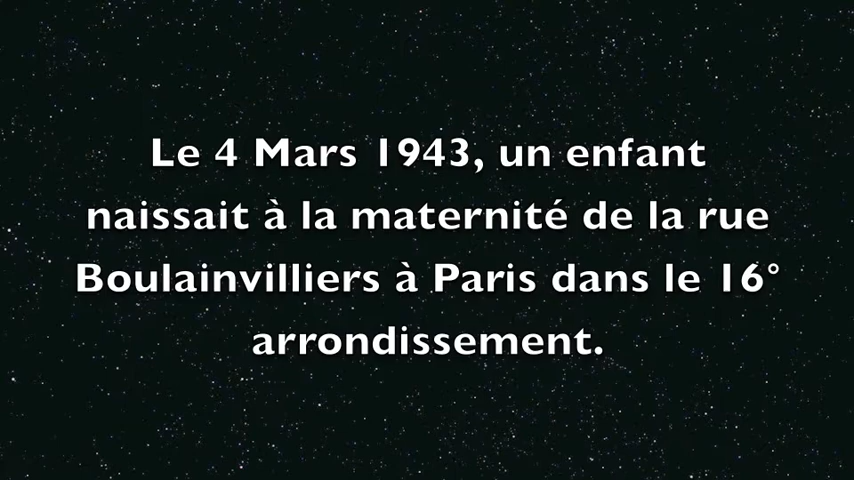 Le 4 Mars 1943, un enfant
naissait à la maternité de la rue
Boulainvilliers à Paris dans le 16°
arrondissement.